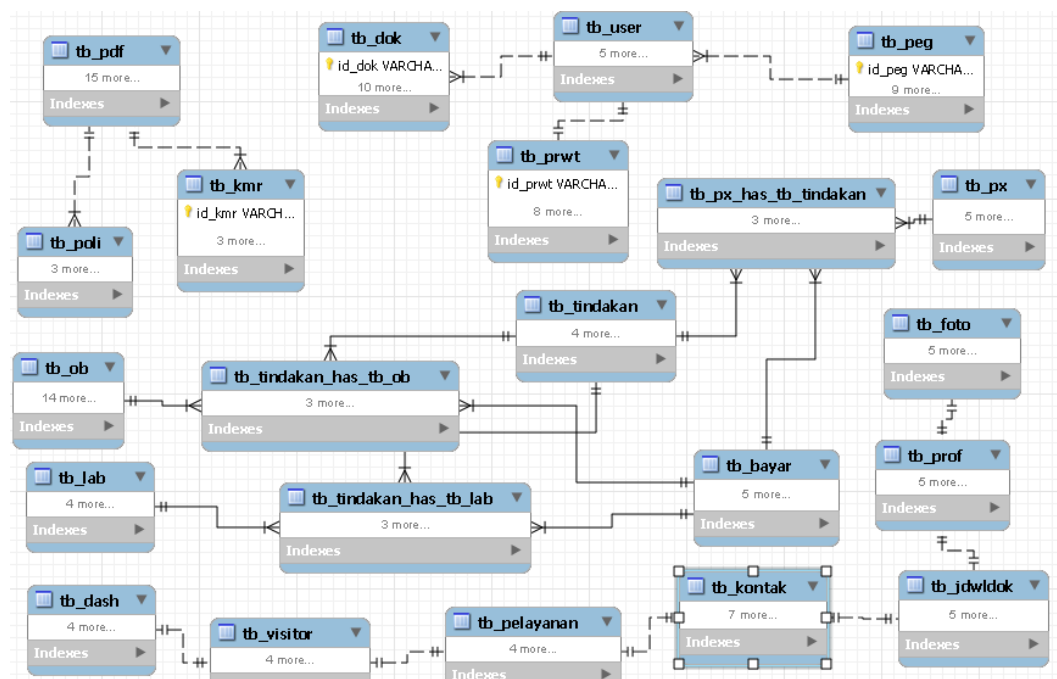 tb_pdf
15 more...
Indexes
tb_dok
id_dok VARCHA...
10 more...
Indexes
tb_user
5 more...
Indexes
tb_peg
id_peg VARCHA...
9 more...
Indexes
tb_kmr
id_kmr VARCH...
3 more...
Indexes
tb_prwt
id_prwt VARCHA...
8 more...
Indexes
tb_px_has_tb_tindakan
3 more...
Indexes
tb_px
5 more...
Indexes
tb_poli
3 more...
Indexes
tb_tindakan
4 more...
Indexes
tb_foto
5 more...
Indexes
tb_ob
14 more...
Indexes
tb_tindakan_has_tb_ob
3 more...
Indexes
tb_lab
4 more...
Indexes
tb_tindakan_has_tb_lab
3 more...
Indexes
tb_bayar
5 more...
Indexes
tb_prof
5 more...
Indexes
tb_dash
4 more...
Indexes
tb_visitor
4 more...
tb_pelayanan
4 more...
Indexes
tb_kontak
7 more...
Indexes
tb_jdwldok
5 more...
Indexes